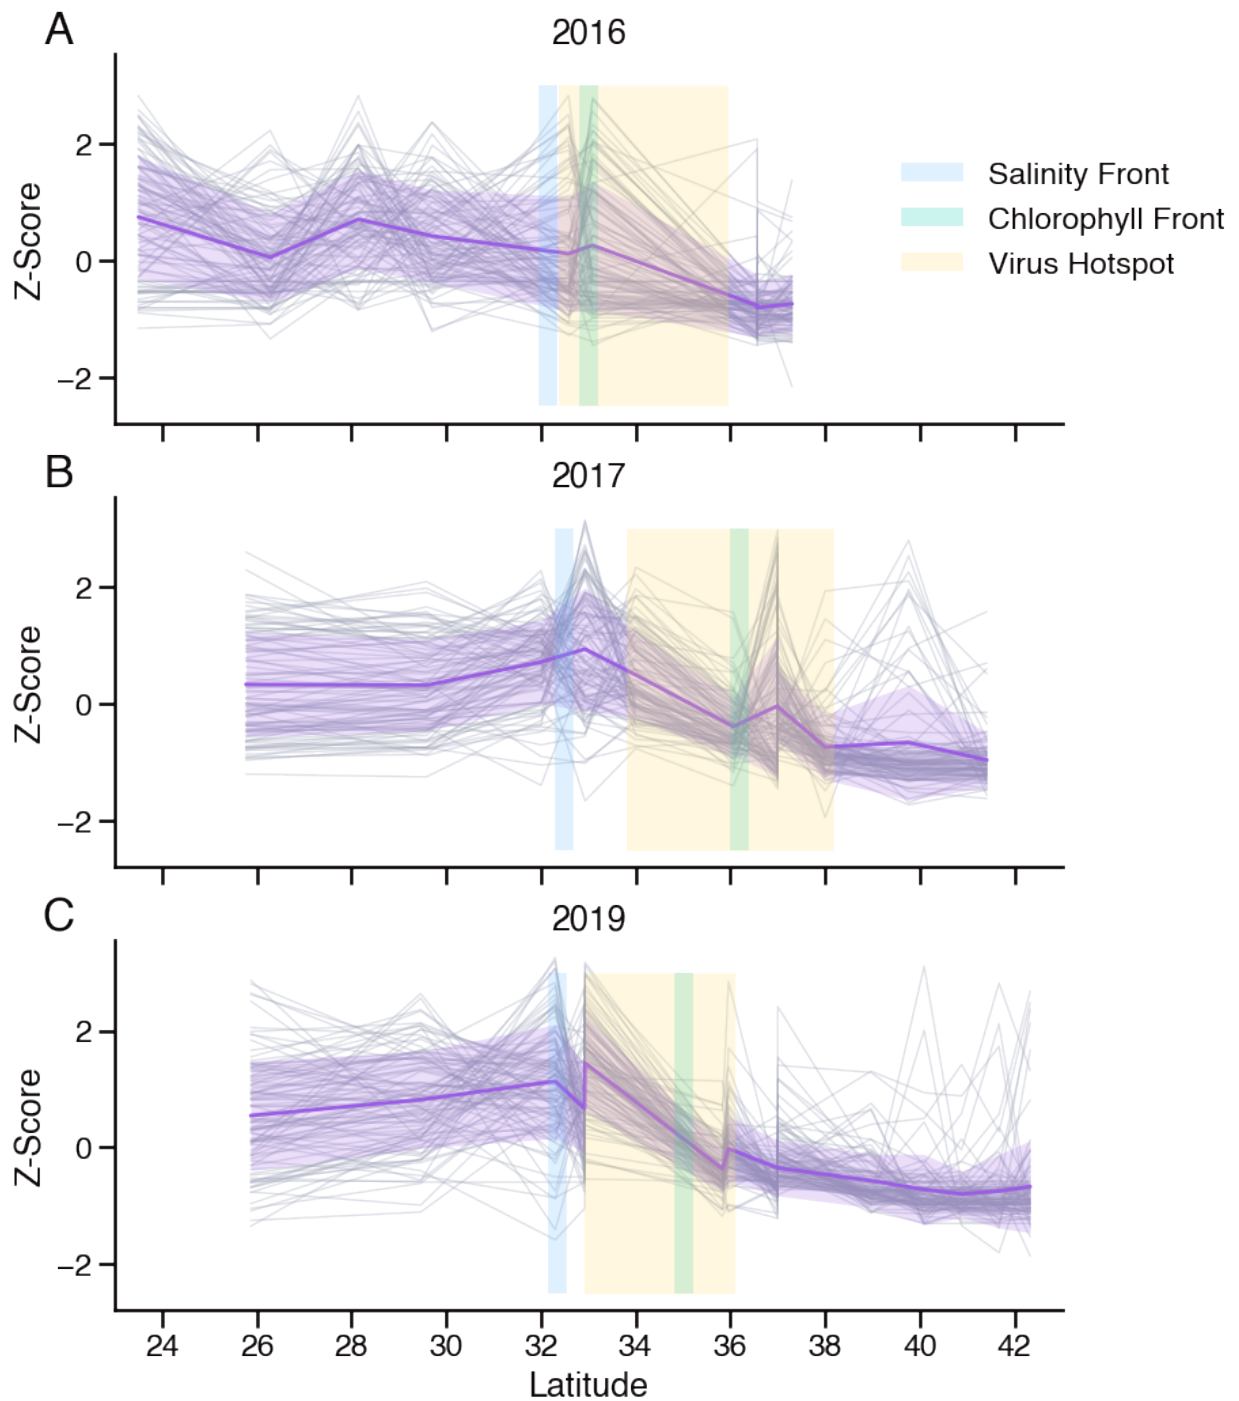 A
2016
2
0
−2
Z-Score
Salinity Front
Chlorophyll Front
Virus Hotspot
B
2017
2
0
−2
Z-Score
C
2019
2
0
−2
Z-Score
24 26 28 30 32 34 36 38 40 42
Latitude